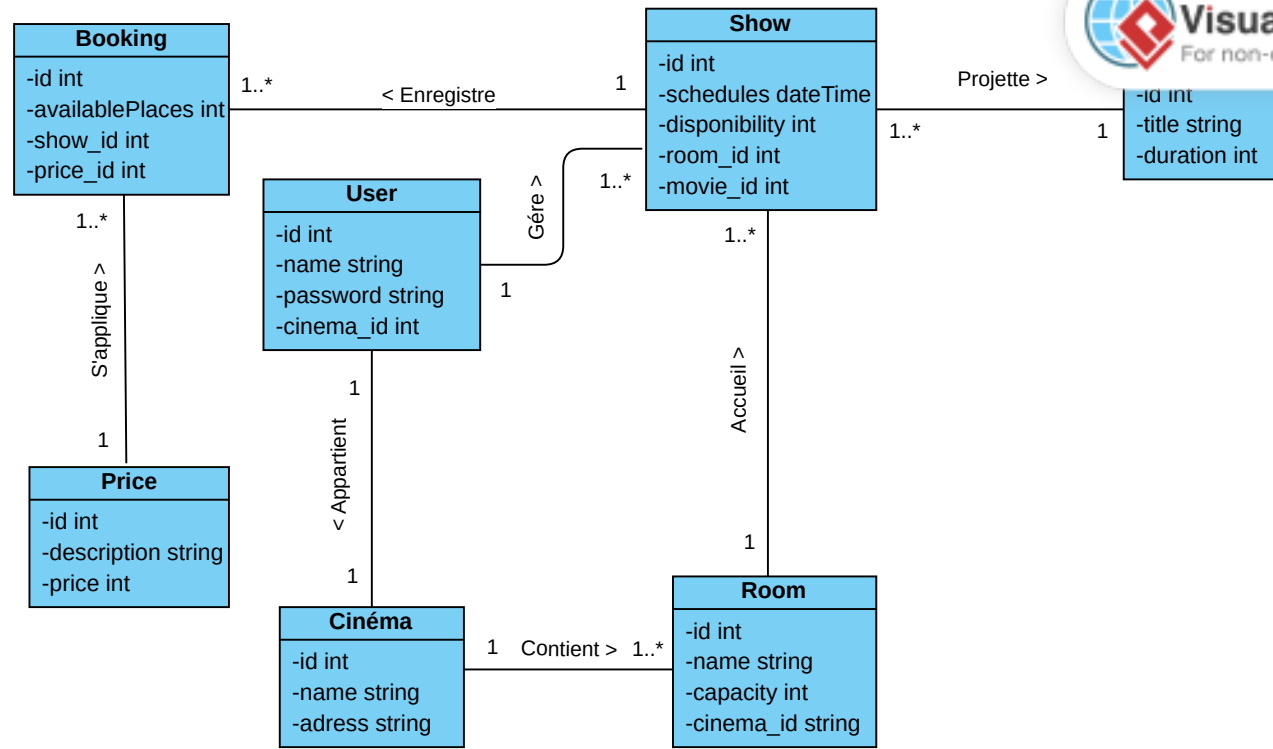 Booking
-id int
-availablePlaces int
-show_id int
-price_id int
1..*
< Enregistre
1
Show
-id int
-schedules dateTime
-disponibility int
-room_id int
-movie_id int
Projette >
1..*
1
Visua
For non-
-id int
-title string
-duration int
User
-id int
-name string
-password string
-cinema_id int
Gére >
1..*
1
1..*
S'applique >
1
Price
-id int
-description string
-price int
1
< Appartient
1
1..*
Accueil >
1
Cinéma
-id int
-name string
-adress string
1
Contient >
1..*
Room
-id int
-name string
-capacity int
-cinema_id string